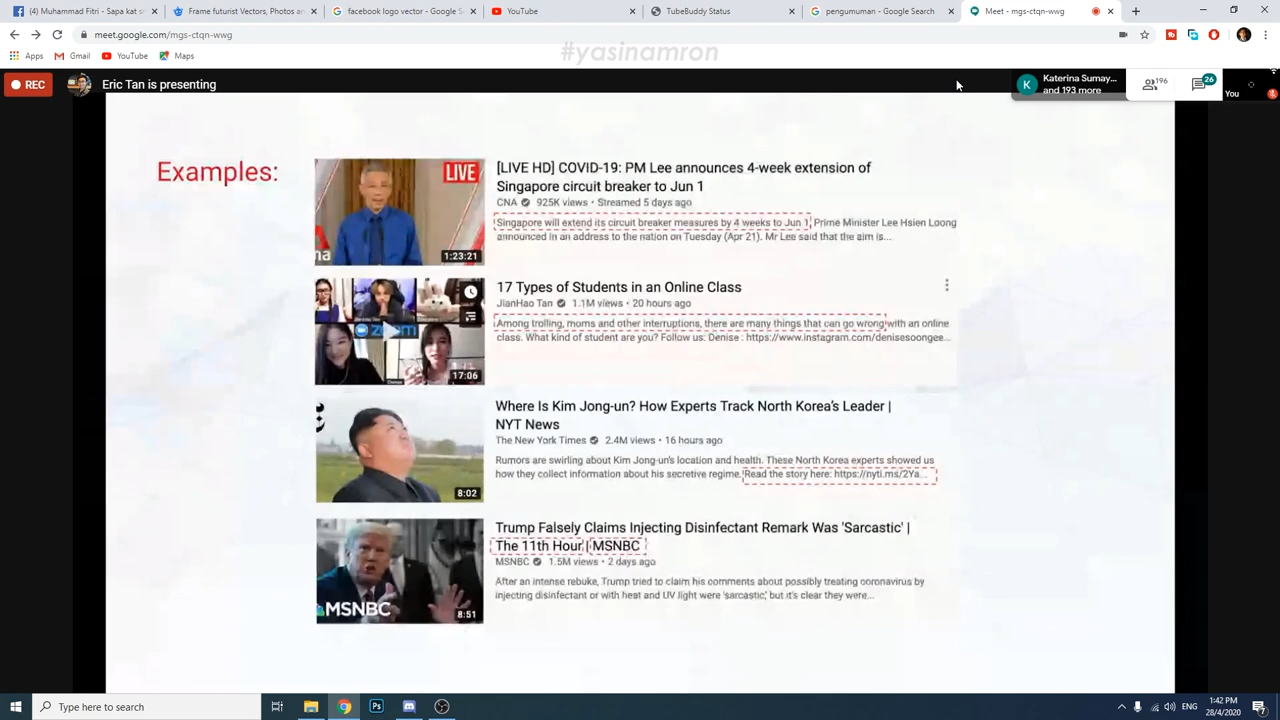 (4) Muhammad Fitri - Sapa kat s
Frame futurist Vectors, Photos an
facebook logo vector - Google Se
YouTube
TubeBuddy Status
pengumuman - Google Search
Meet - mgs-ctqn-wwg
meet.google.com/mgs-ctqn-wwg
Apps
Gmail
YouTube
Maps
#yasinamron
REC
Eric Tan is presenting
K
Katerina Sumay...
and 193 more
196
26
You
Examples:
LIVE
na
1:23:21
[LIVE HD] COVID-19: PM Lee announces 4-week extension of
Singapore circuit breaker to Jun 1
CNA 925K views • Streamed 5 days ago
Singapore will extend its circuit breaker measures by 4 weeks to Jun 1, Prime Minister Lee Hsien Loong
announced in an address to the nation on Tuesday (Apr 21). Mr Lee said that the aim is...
zoom
Denise
17:06
17 Types of Students in an Online Class
JianHao Tan 1.1M views • 20 hours ago
Among trolling, moms and other interruptions, there are many things that can go wrong with an online
class. What kind of student are you? Follow us: Denise : https://www.instagram.com/denisesoongee...
8:02
Where Is Kim Jong-un? How Experts Track North Korea's Leader |
NYT News
The New York Times 2.4M views • 16 hours ago
Rumors are swirling about Kim Jong-un's location and health. These North Korea experts showed us
how they collect information about his secretive regime. Read the story here: https://nyti.ms/2Ya...
MSNBC
8:51
Trump Falsely Claims Injecting Disinfectant Remark Was 'Sarcastic' |
The 11th Hour | MSNBC
MSNBC 1.5M views • 2 days ago
After an intense rebuke, Trump tried to claim his comments about possibly treating coronavirus by
injecting disinfectant or with heat and UV light were 'sarcastic,' but it's clear they were...
Type here to search
Ps
ENG
1:42 PM
28/4/2020